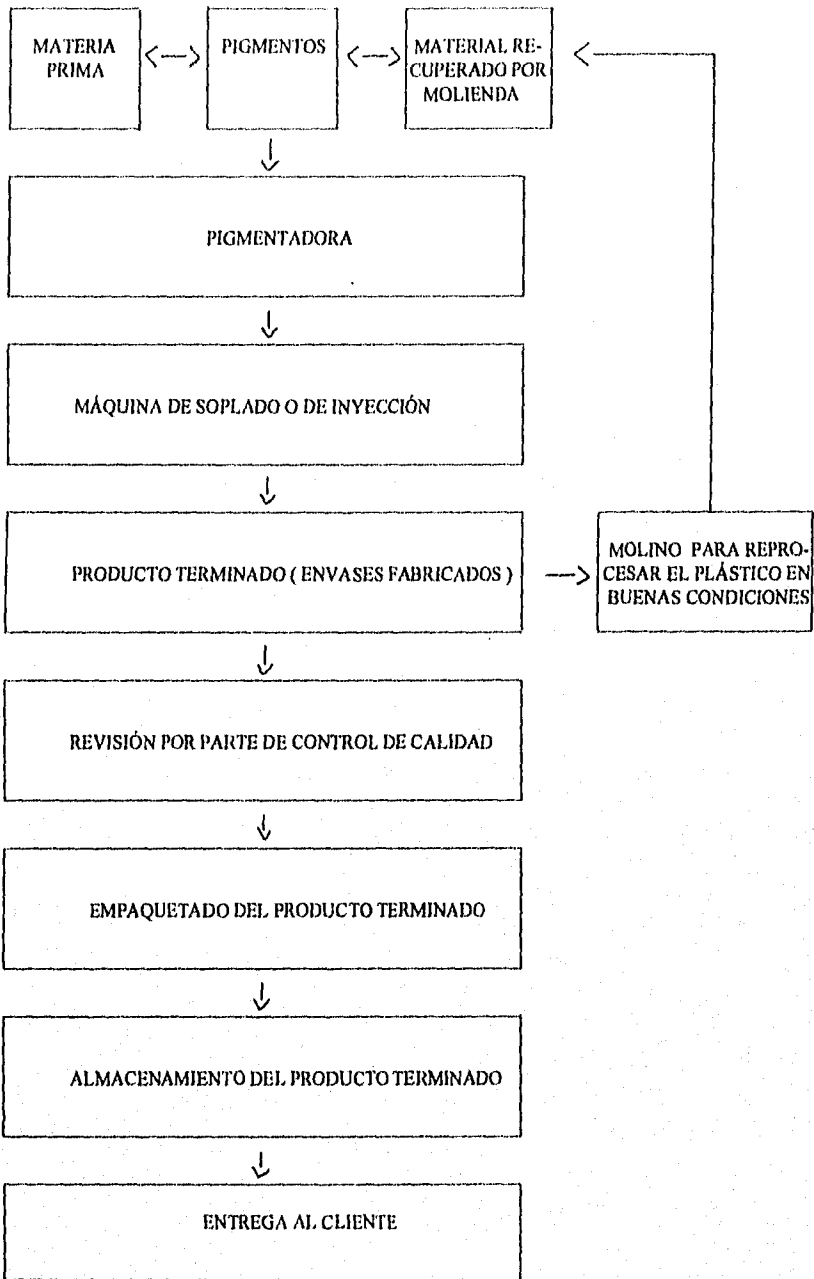 MATERIA
PRIMA
PIGMENTOS
MATERIAL RE-
CUPERADO POR
MOLIENDA
PIGMENTADORA
MÁQUINA DE SOPLADO O DE INYECCIÓN
PRODUCTO TERMINADO ( ENVASES FABRICADOS )
MOLINO PARA REPRO-
CESAR EL PLÁSTICO EN
BUENAS CONDICIONES
REVISIÓN POR PARTE DE CONTROL DE CALIDAD
EMPAQUETADO DEL PRODUCTO TERMINADO
ALMACENAMIENTO DEL PRODUCTO TERMINADO
ENTREGA AL CLIENTE